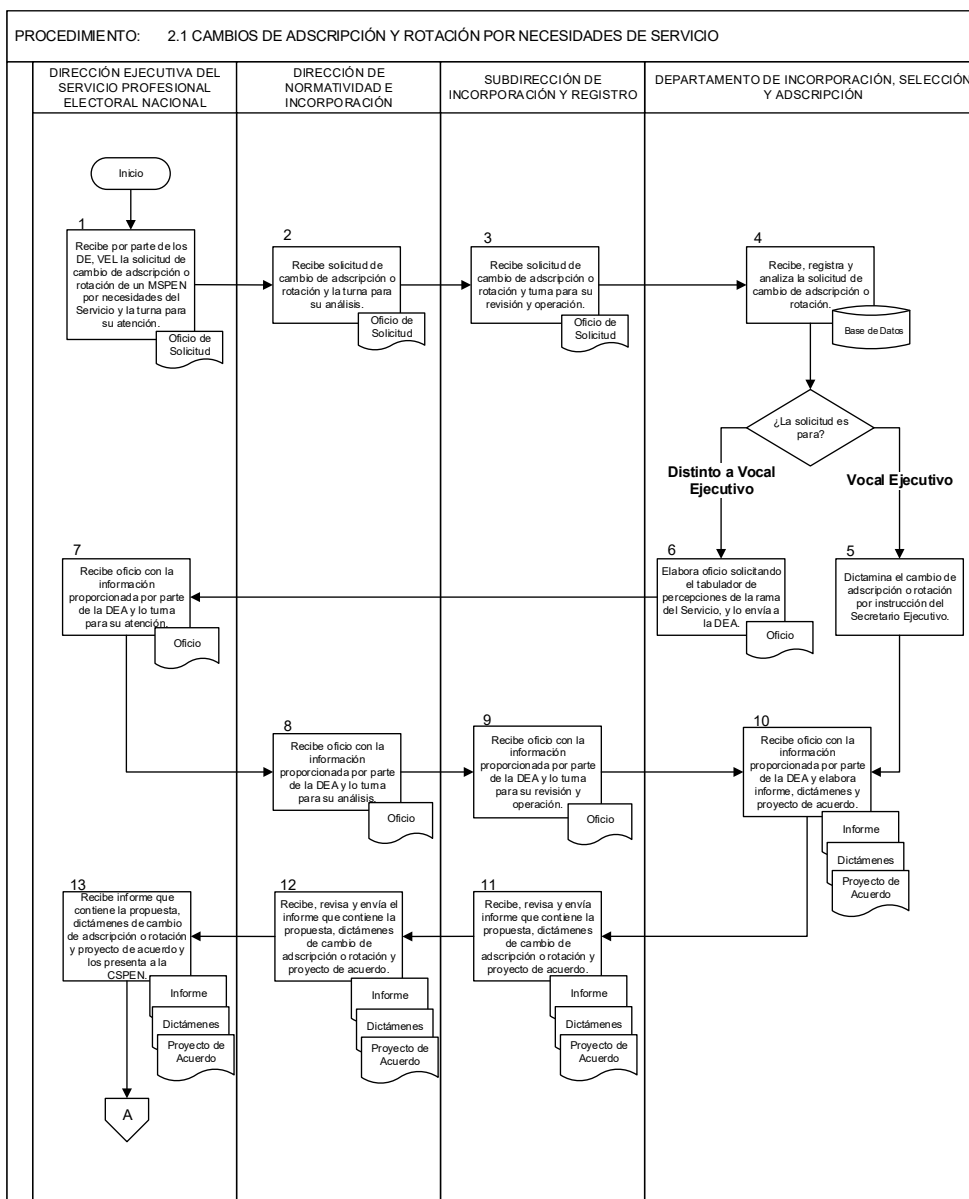 PROCEDIMIENTO: 2.1 CAMBIOS DE ADSCRIPCIÓN Y ROTACIÓN POR NECESIDADES DE SERVICIO
DIRECCIÓN EJECUTIVA DEL
SERVICIO PROFESIONAL
ELECTORAL NACIONAL
DIRECCIÓN DE
NORMATIVIDAD E
INCORPORACIÓN
SUBDIRECCIÓN DE
INCORPORACIÓN Y REGISTRO
DEPARTAMENTO DE INCORPORACIÓN, SELECCIÓN
Y ADSCRIPCIÓN
Inicio
1
Recibe por parte de los
DE, VEL la solicitud de
cambio de adscripción o
rotación de un MSPEN
por necesidades del
Servicio y la turna para
su atención.
Oficio de
Solicitud
2
Recibe solicitud de
cambio de adscripción o
rotación y la turna para
su análisis.
Oficio de
Solicitud
3
Recibe solicitud de
cambio de adscripción o
rotación y turna para su
revisión y operación.
Oficio de
Solicitud
4
Recibe, registra y
analiza la solicitud de
cambio de adscripción o
rotación.
Base de Datos
¿La solicitud es
para?
Distinto a Vocal
Ejecutivo
Vocal Ejecutivo
7
Recibe oficio con la
información
proporcionada por parte
de la DEA y lo turna
para su atención.
Oficio
6
Elabora oficio solicitando
el tabulador de
percepciones de la rama
del Servicio, y lo envía a
la DEA.
Oficio
5
Dictamina el cambio de
adscripción o rotación
por instrucción del
Secretario Ejecutivo.
8
Recibe oficio con la
información
proporcionada por parte
de la DEA y lo turna para
su análisis.
Oficio
9
Recibe oficio con la
información
proporcionada por parte
de la DEA y lo turna
para su revisión y
operación.
Oficio
10
Recibe oficio con la
información
proporcionada por parte
de la DEA y elabora
informe, dictámenes y
proyecto de acuerdo.
Informe
Dictámenes
Proyecto de
Acuerdo
13
Recibe informe que
contiene la propuesta,
dictámenes de cambio
de adscripción o rotación
y proyecto de acuerdo y
los presenta a la
CSPEN.
Informe
Dictámenes
Proyecto de
Acuerdo
12
Recibe, revisa y envía el
informe que contiene la
propuesta, dictámenes
de cambio de
adscripción o rotación y
proyecto de acuerdo.
Informe
Dictámenes
Proyecto de
Acuerdo
11
Recibe, revisa y envía
informe que contiene la
propuesta, dictámenes
de cambio de
adscripción o rotación y
proyecto de acuerdo.
Informe
Dictámenes
Proyecto de
Acuerdo
A